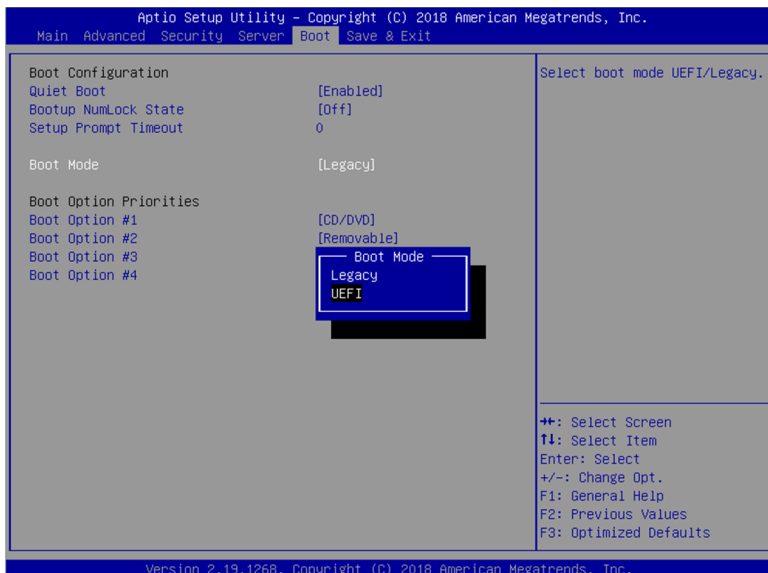 Aptio Setup Utility – Copyright (C) 2018 American Megatrends, Inc.
Main Advanced Security Server Boot Save & Exit
Boot Configuration
Quiet Boot [Enabled]
Bootup NumLock State [Off]
Setup Prompt Timeout 0
Boot Mode [Legacy]
Boot Option Priorities
Boot Option #1 [CD/DVD]
Boot Option #2 [Removable]
Boot Option #3
Boot Option #4
Boot Mode
Legacy
UEFI
Select boot mode UEFI/Legacy.
→←: Select Screen
↑↓: Select Item
Enter: Select
+/-: Change Opt.
F1: General Help
F2: Previous Values
F3: Optimized Defaults
Version 2.19.1268. Copyright (C) 2018 American Megatrends, Inc.